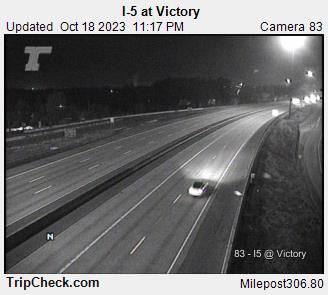 I-5 at Victory
Updated Oct 18 2023 11:17 PM Camera 83
T
N
83 - I5 @ Victory
TripCheck.com Milepost306.80